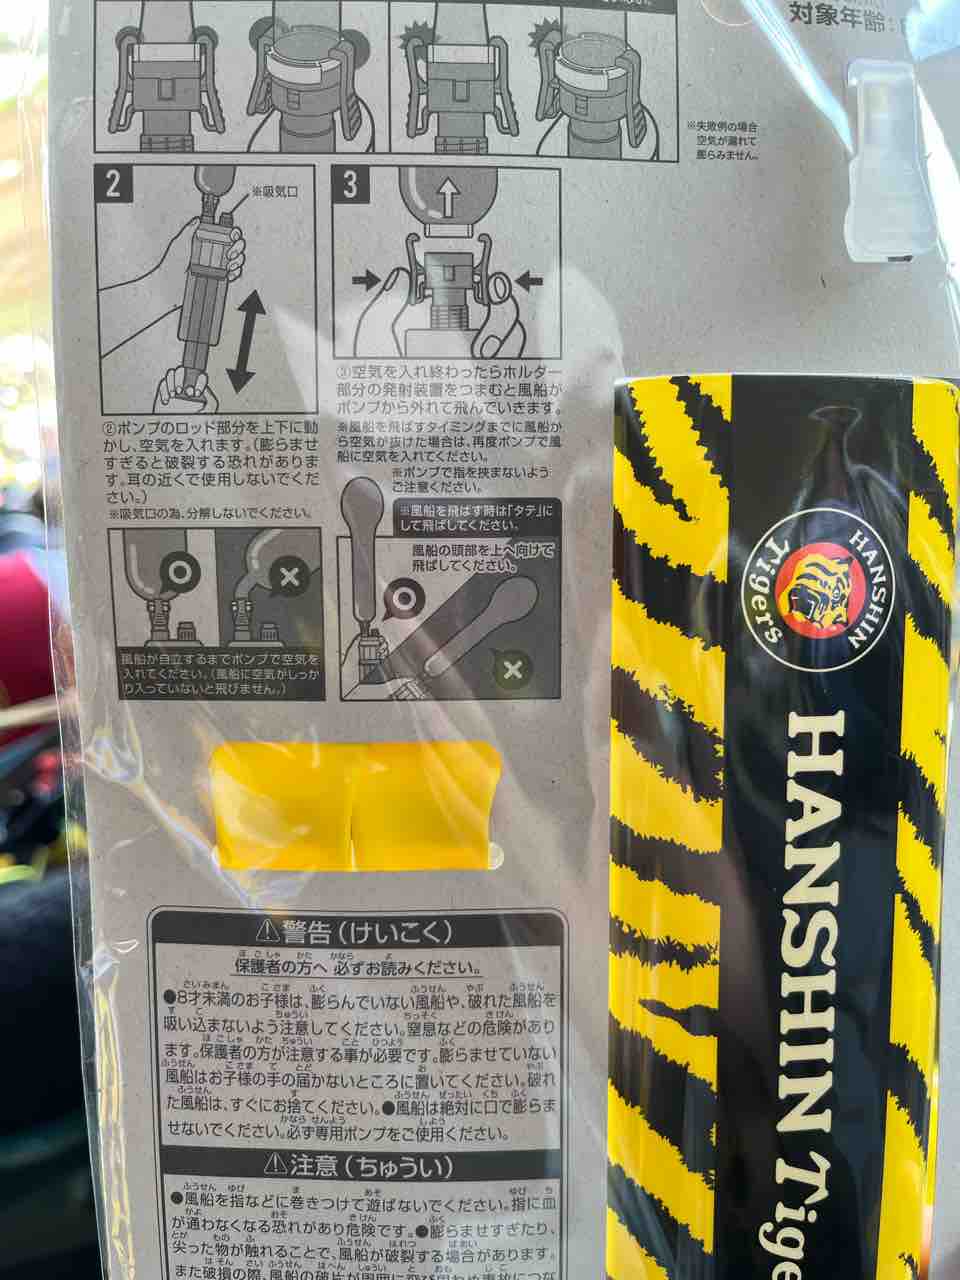 対象年齢:
※失敗例の場合
空気が漏れて
膨らみません。
2
※吸気口
3
②ポンプのロッド部分を上下に動
かし、空気を入れます。(膨らませ
すぎると破裂する恐れがありま
す。耳の近くで使用しないでくだ
さい。)
※吸気口の為、分解しないでください。
③空気を入れ終わったらホルダー
部分の発射装置をつまむと風船が
ポンプから外れて飛んでいきます。
※風船を飛ばすタイミングまでに風船か
ら空気が抜けた場合は、再度ポンプで風
船に空気を入れてください。
※ポンプで指を挟まないよう
ご注意ください。
※風船を飛ばす時は「タテ」に
して飛ばしてください。
風船の頭部を上へ向けて
飛ばしてください。
風船が自立するまでポンプで空気を
入れてください。(風船に空気がしっか
り入っていないと飛びません。)
HANSHIN
Tigers
HANSHIN Tige
警告(けいこく)
保護者の方へ 必ずお読みください。
●8才未満のお子様は、膨らんでいない風船や、破れた風船を
吸い込まないよう注意してください。窒息などの危険があり
ます。保護者の方が注意する事が必要です。膨らませていない
風船はお子様の手の届かないところに置いてください。破れ
た風船は、すぐにお捨てください。●風船は絶対に口で膨らま
せないでください。必ず専用ポンプをご使用ください。
注意(ちゅうい)
●風船を指などに巻きつけて遊ばないでください。指に血
が通わなくなる恐れがあり危険です。●膨らませすぎたり、
尖った物が触れることで、風船が破裂する場合があります。
また破損の際、風船の破片が周囲に飛び